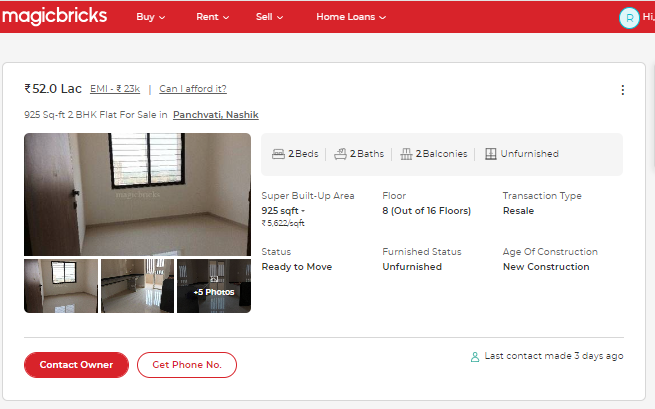 magicbricks Buy Rent Sell Home Loans R Hi,
₹52.0 Lac EMI - ₹ 23k | Can I afford it?
925 Sq-ft 2 BHK Flat For Sale in Panchvati, Nashik
magicbricks
2 Beds 2 Baths 2 Balconies Unfurnished
Super Built-Up Area Floor Transaction Type
925 sqft 8 (Out of 16 Floors) Resale
₹5,622/sqft
Status Furnished Status Age Of Construction
Ready to Move Unfurnished New Construction
+5 Photos
Contact Owner Get Phone No. Last contact made 3 days ago